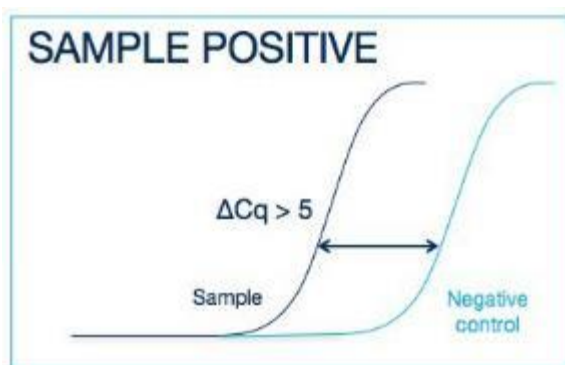 SAMPLE POSITIVE
ΔCq > 5
Sample
Negative
control